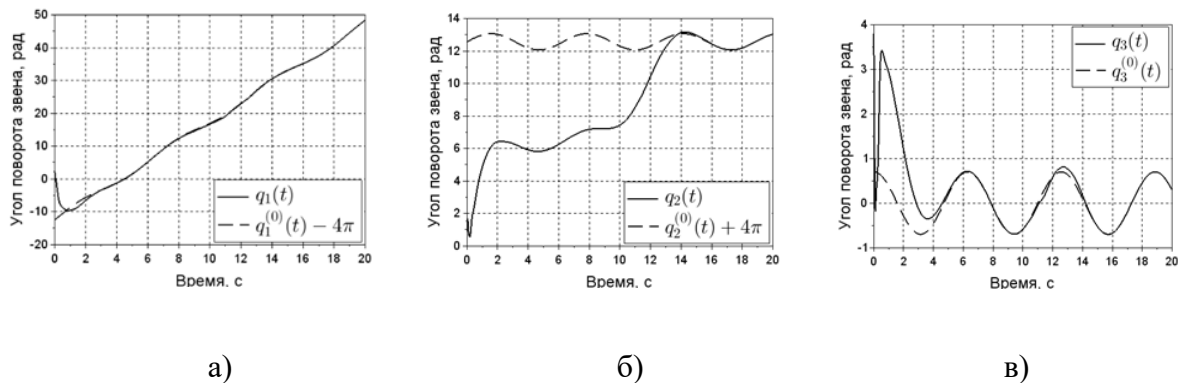 Угол поворота звена, рад
50
40
30
20
10
0
-10
-20
0 2 4 6 8 10 12 14 16 18 20
Время, с
q₁(t)
q₁⁽⁰⁾(t) − 4π
а)
Угол поворота звена, рад
14
12
10
8
6
4
2
0
0 2 4 6 8 10 12 14 16 18 20
Время, с
q₂(t)
q₂⁽⁰⁾(t) + 4π
б)
Угол поворота звена, рад
4
3
2
1
0
-1
0 2 4 6 8 10 12 14 16 18 20
Время, с
q₃(t)
q₃⁽⁰⁾(t)
в)